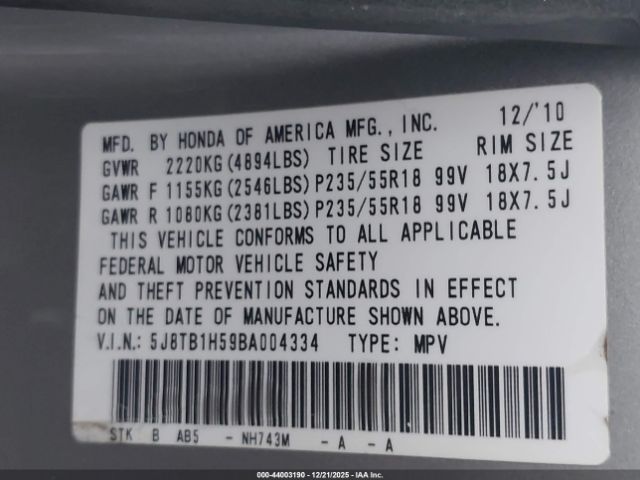 12/'10
MFD. BY HONDA OF AMERICA MFG., INC.
GVWR 2220KG(4894LBS) TIRE SIZE RIM SIZE
GAWR F 1155KG(2546LBS) P235/55R18 99V 18X7.5J
GAWR R 1080KG(2381LBS) P235/55R18 99V 18X7.5J
THIS VEHICLE CONFORMS TO ALL APPLICABLE
FEDERAL MOTOR VEHICLE SAFETY
AND THEFT PREVENTION STANDARDS IN EFFECT
ON THE DATE OF MANUFACTURE SHOWN ABOVE.
V.I.N.: 5J8TB1H59BA004334 TYPE: MPV
STK B AB5 - NH743M - A - A
000-44003190 - 12/21/2025 - IAA Inc.